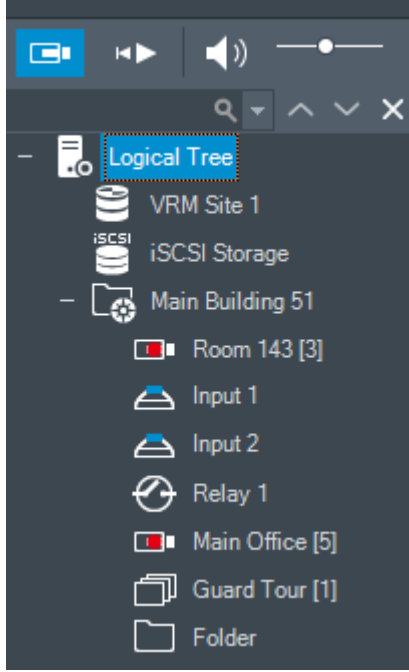 Logical Tree
VRM Site 1
iSCSI
iSCSI Storage
Main Building 51
Room 143 [3]
Input 1
Input 2
Relay 1
Main Office [5]
Guard Tour [1]
Folder